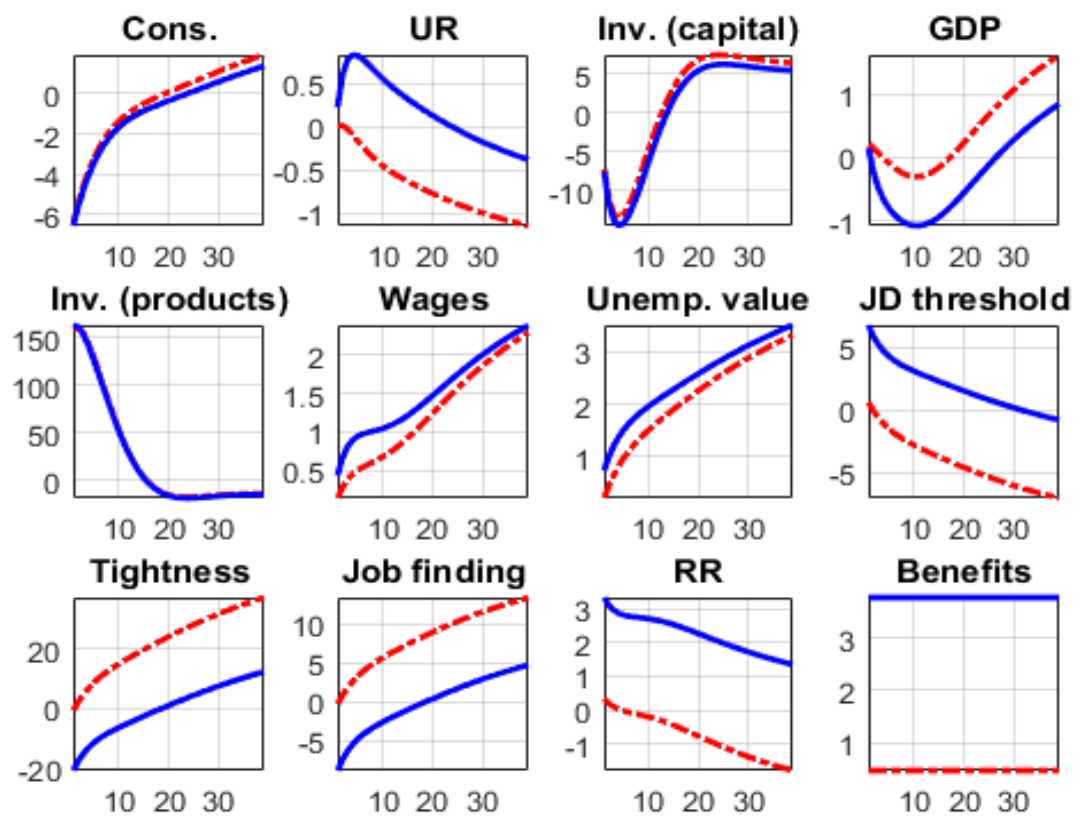 Cons. UR Inv. (capital) GDP
0 -2 -4 -6
0.5 0 -0.5 -1
5 0 -5 -10
1 0 -1
10 20 30 10 20 30 10 20 30 10 20 30
Inv. (products) Wages Unemp. value JD threshold
150 100 50 0
2 1.5 1 0.5
3 2 1
5 0 -5
10 20 30 10 20 30 10 20 30 10 20 30
Tightness Job finding RR Benefits
20 0 -20
10 5 0 -5
3 2 1 0 -1
3 2 1
10 20 30 10 20 30 10 20 30 10 20 30